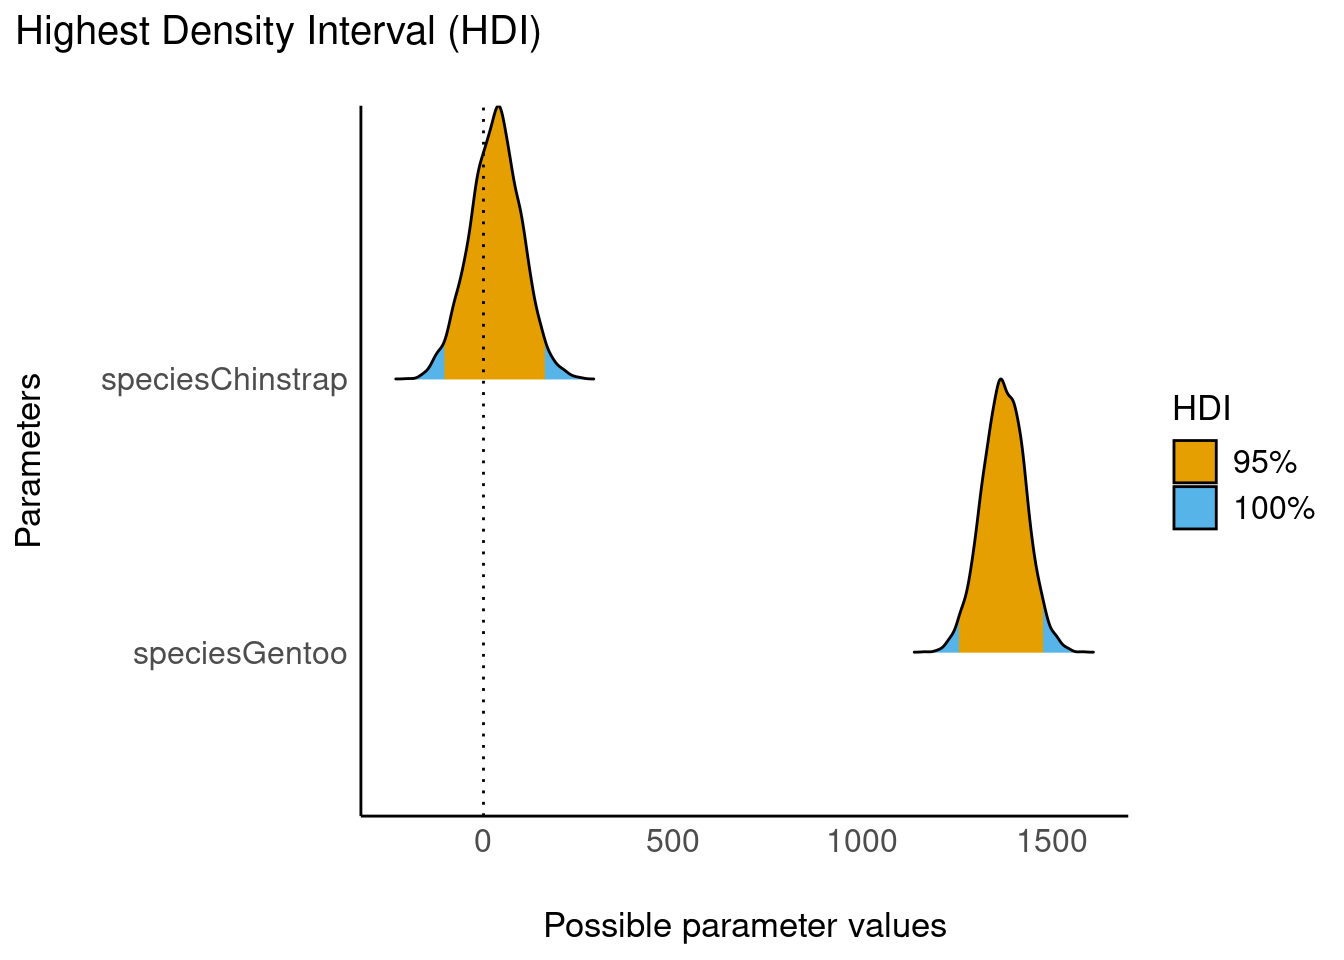 Highest Density Interval (HDI)
Parameters
speciesChinstrap
speciesGentoo
HDI
95%
100%
0 500 1000 1500
Possible parameter values